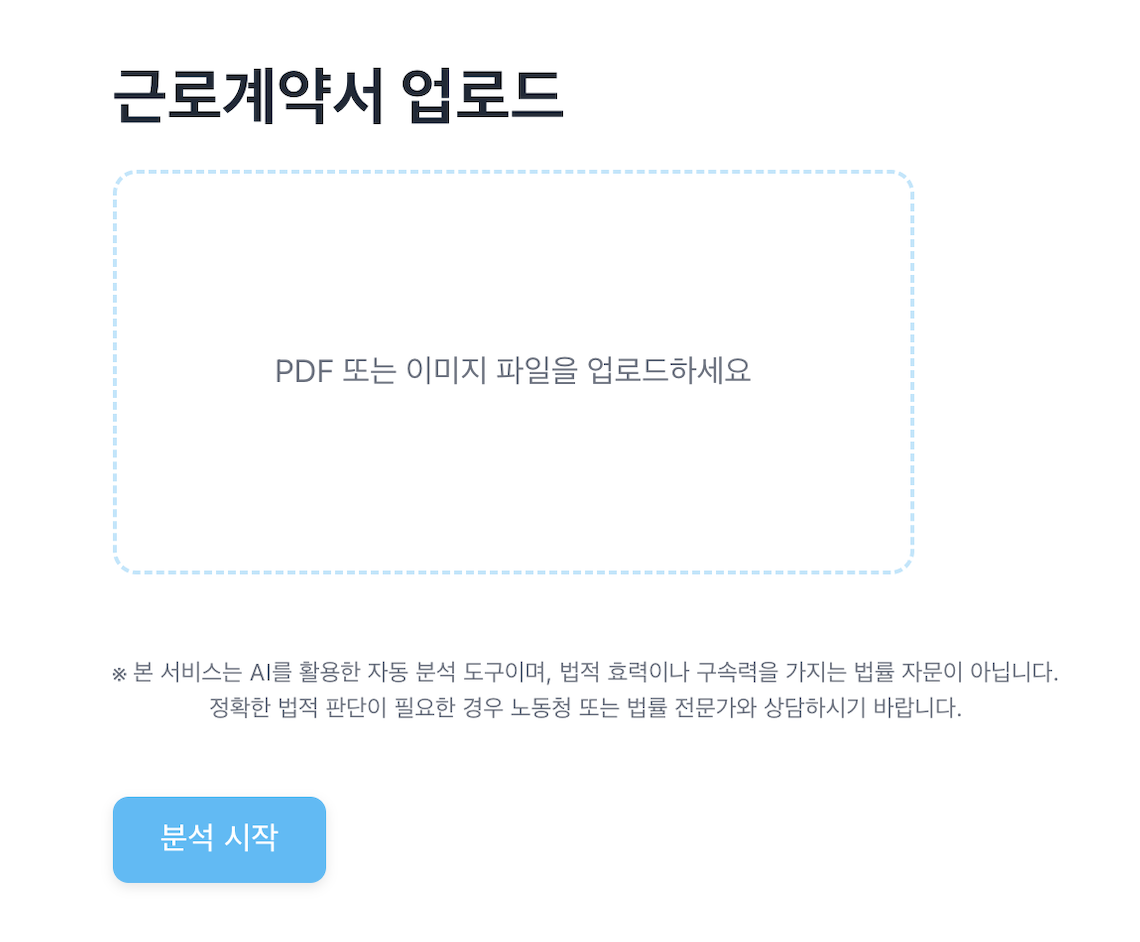 근로계약서 업로드
PDF 또는 이미지 파일을 업로드하세요
※ 본 서비스는 AI를 활용한 자동 분석 도구이며, 법적 효력이나 구속력을 가지는 법률 자문이 아닙니다.
정확한 법적 판단이 필요한 경우 노동청 또는 법률 전문가와 상담하시기 바랍니다.
분석 시작